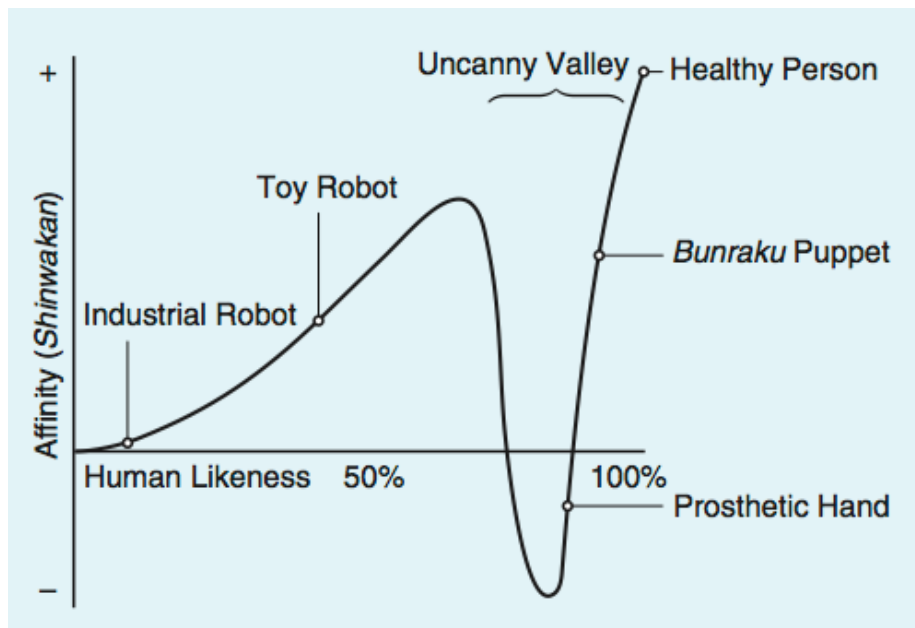 +
Uncanny Valley
Healthy Person
Toy Robot
Bunraku Puppet
Industrial Robot
Affinity (Shinwakan)
Human Likeness 50% 100%
Prosthetic Hand
–